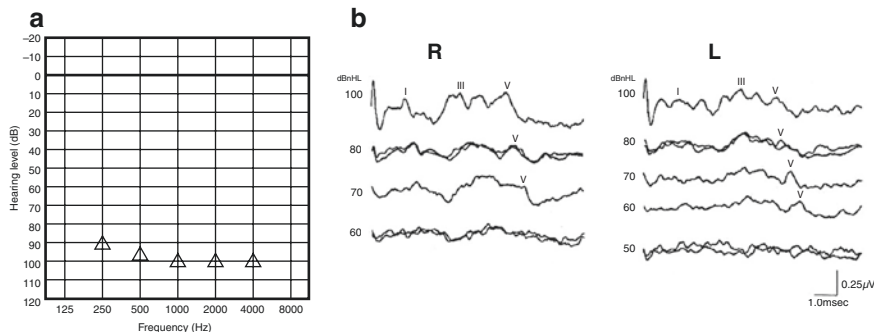 a
b
−20
−10
0
10
20
30
40
50
60
70
80
90
100
110
120
Hearing level (dB)
125 250 500 1000 2000 4000 8000
Frequency (Hz)
R
dBnHL
100
I III V
80
V
70
V
60
L
dBnHL
100
I III V
80
V
70
V
60
V
50
0.25μV
1.0msec